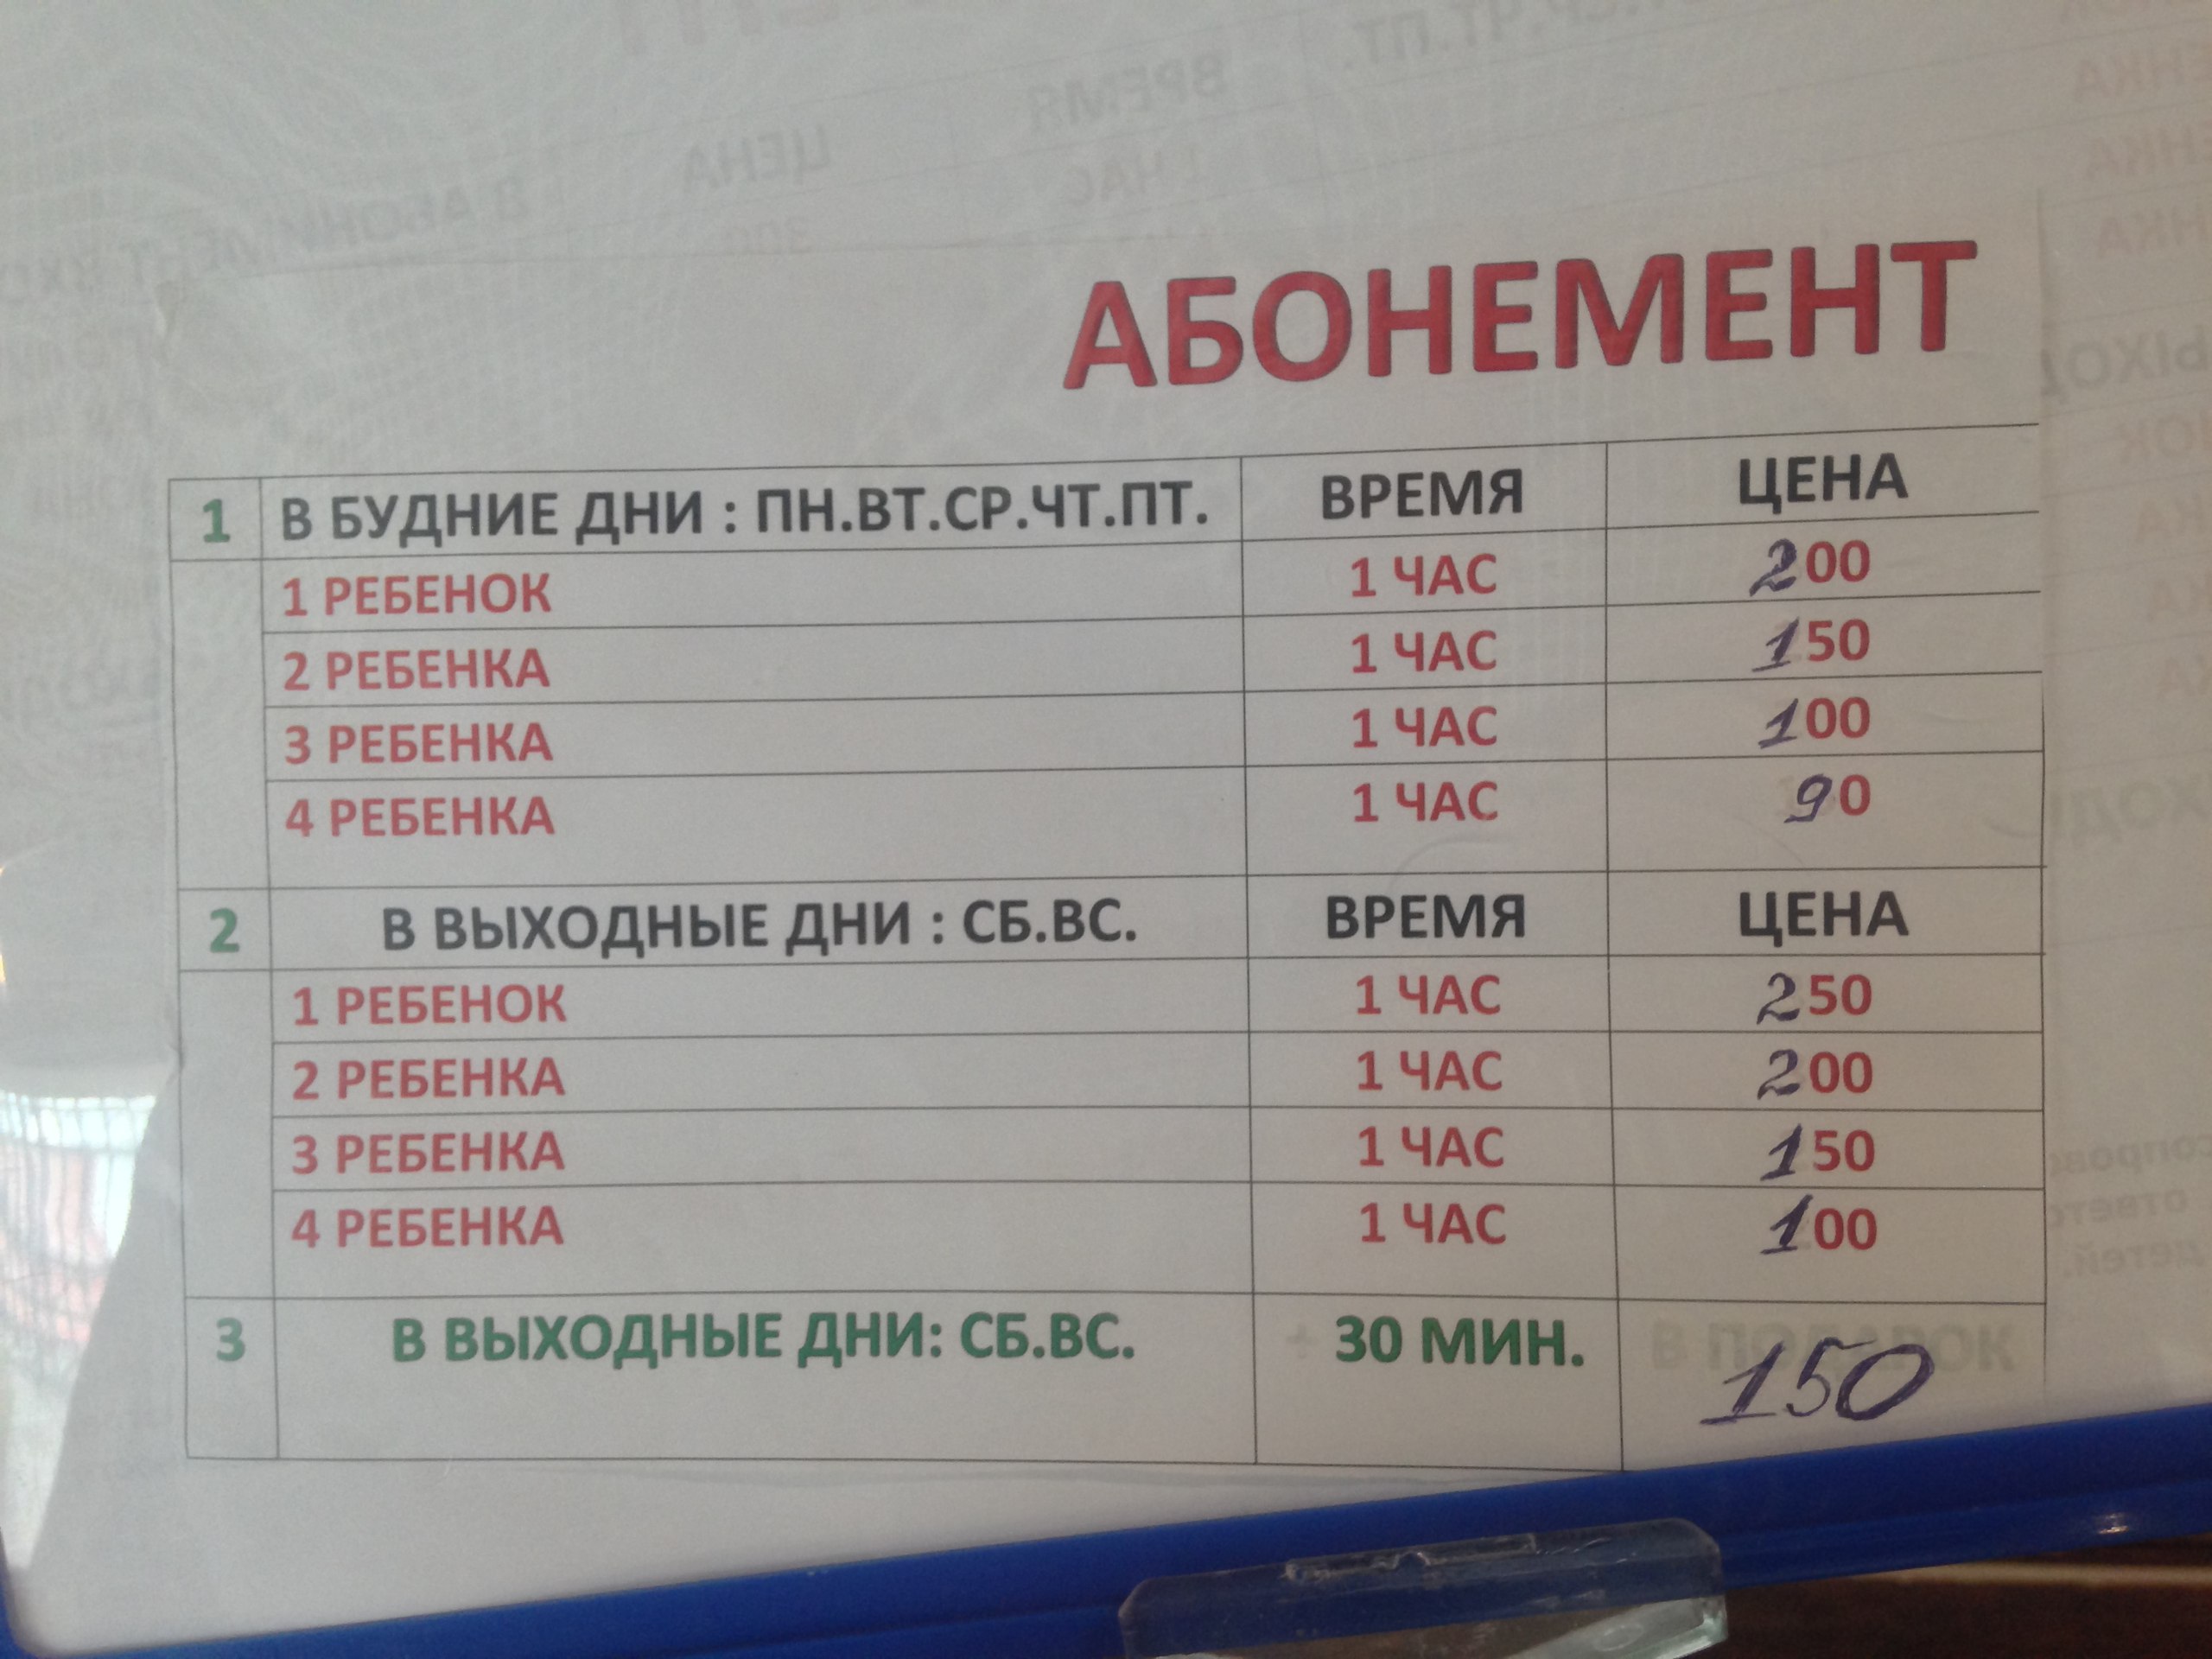 АБОНЕМЕНТ
1 В БУДНИЕ ДНИ : ПН.ВТ.СР.ЧТ.ПТ. ВРЕМЯ ЦЕНА
1 РЕБЕНОК 1 ЧАС 200
2 РЕБЕНКА 1 ЧАС 150
3 РЕБЕНКА 1 ЧАС 100
4 РЕБЕНКА 1 ЧАС 90
2 В ВЫХОДНЫЕ ДНИ : СБ.ВС. ВРЕМЯ ЦЕНА
1 РЕБЕНОК 1 ЧАС 250
2 РЕБЕНКА 1 ЧАС 200
3 РЕБЕНКА 1 ЧАС 150
4 РЕБЕНКА 1 ЧАС 100
3 В ВЫХОДНЫЕ ДНИ: СБ.ВС. + 30 МИН. В ПОДАРОК
150